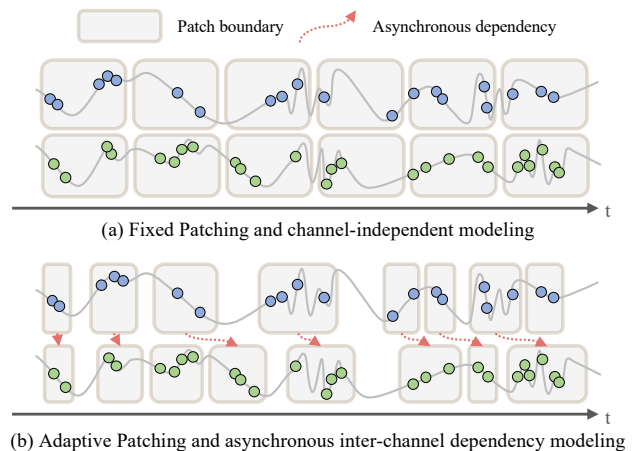 Patch boundary Asynchronous dependency
t
(a) Fixed Patching and channel-independent modeling
t
(b) Adaptive Patching and asynchronous inter-channel dependency modeling